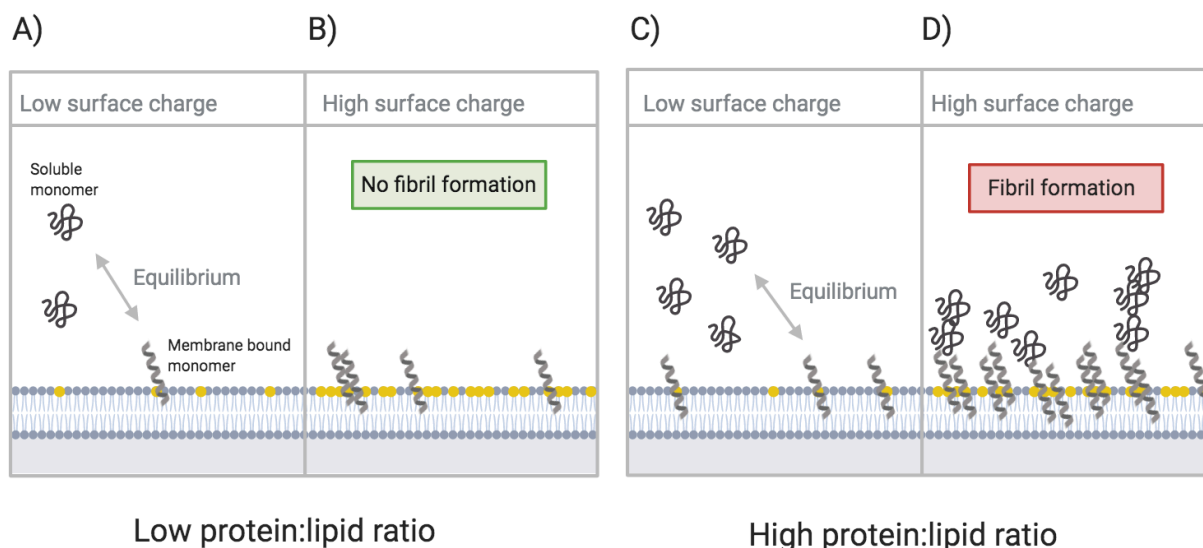 A)
B)
C)
D)
Low surface charge
High surface charge
Low surface charge
High surface charge
Soluble
monomer
No fibril formation
Fibril formation
Equilibrium
Equilibrium
Membrane bound
monomer
Low protein:lipid ratio
High protein:lipid ratio